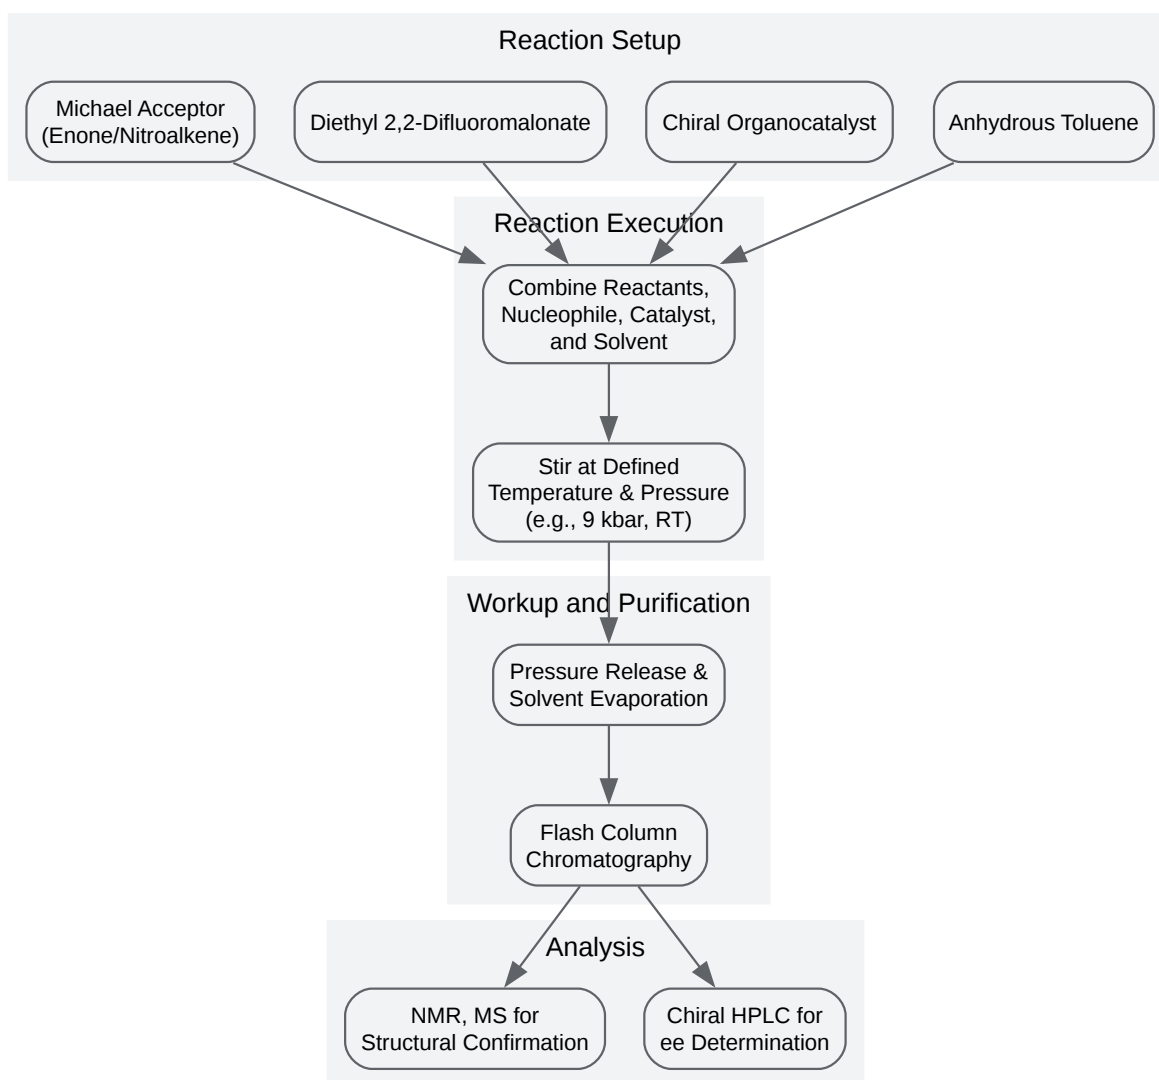 Reaction Setup
Michael Acceptor
(Enone/Nitroalkene)
Diethyl 2,2-Difluoromalonate
Chiral Organocatalyst
Anhydrous Toluene
Reaction Execution
Combine Reactants,
Nucleophile, Catalyst,
and Solvent
Stir at Defined
Temperature & Pressure
(e.g., 9 kbar, RT)
Workup and Purification
Pressure Release &
Solvent Evaporation
Flash Column
Chromatography
Analysis
NMR, MS for
Structural Confirmation
Chiral HPLC for
ee Determination